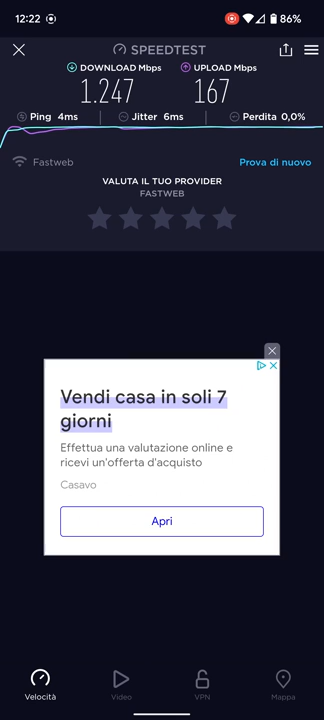 12:22
86%
SPEEDTEST
DOWNLOAD Mbps
UPLOAD Mbps
1.247
167
Ping 4ms
Jitter 6ms
Perdita 0,0%
Fastweb
Prova di nuovo
VALUTA IL TUO PROVIDER
FASTWEB
Vendi casa in soli 7
giorni
Effettua una valutazione online e
ricevi un'offerta d'acquisto
Casavo
Apri
Velocità
Video
VPN
Mappa